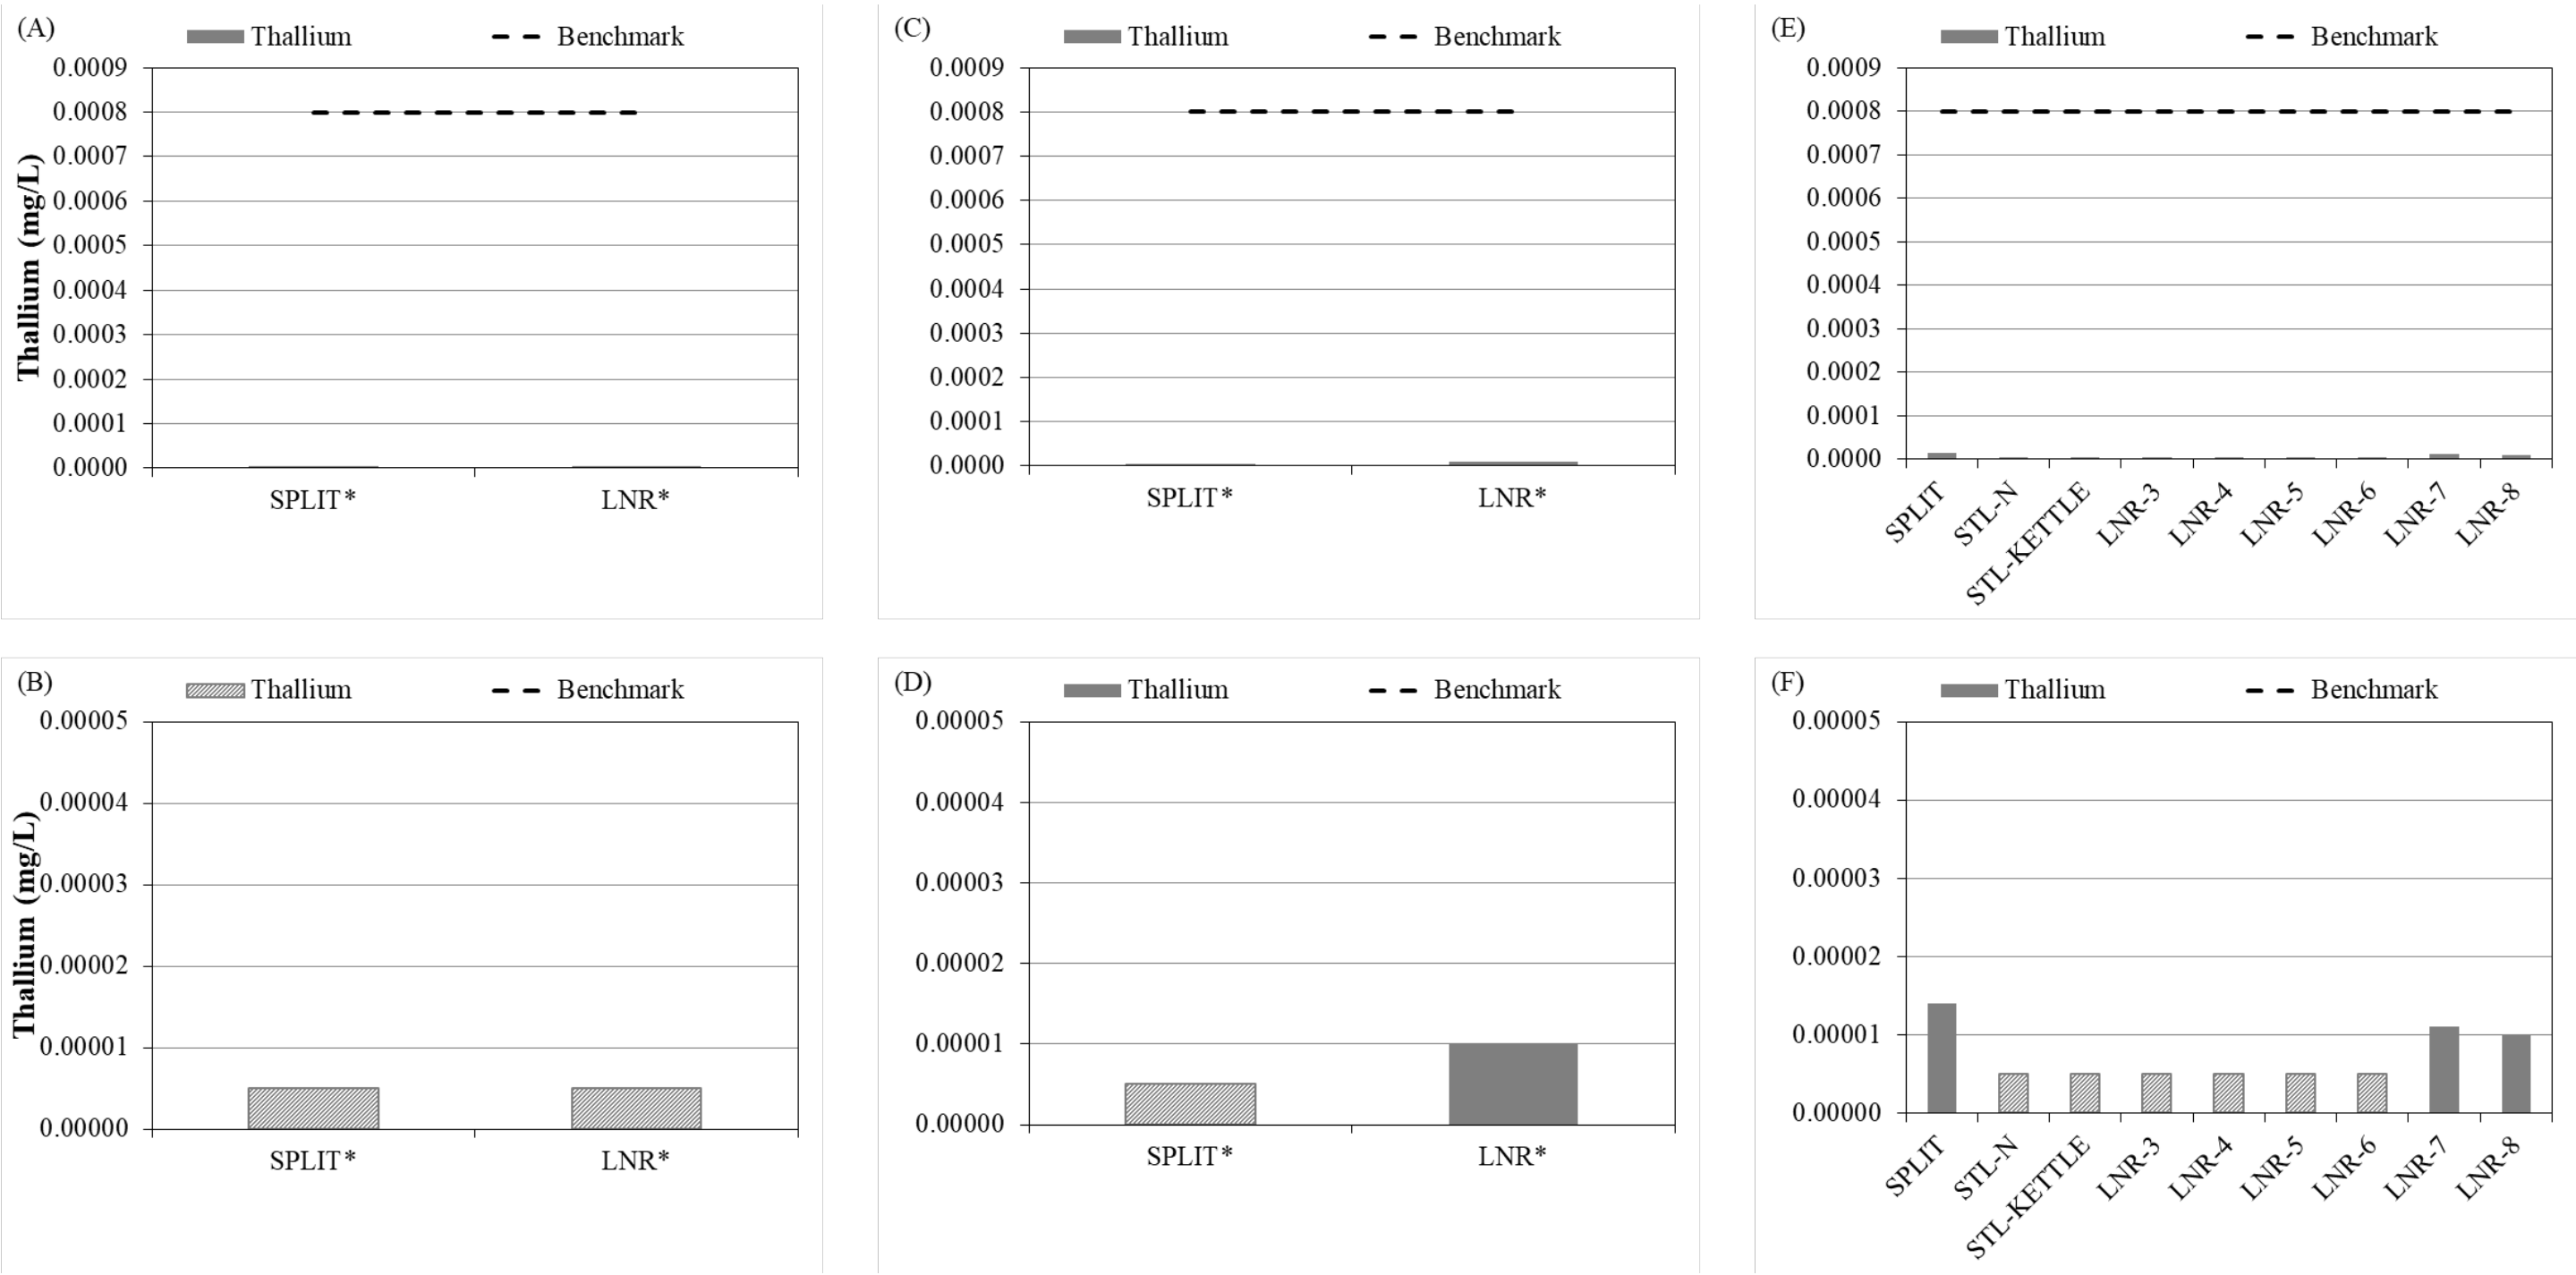 (A) Thallium Benchmark
0.0009
0.0008
0.0007
0.0006
0.0005
0.0004
0.0003
0.0002
0.0001
0.0000
Thallium (mg/L)
SPLIT* LNR*
(C) Thallium Benchmark
0.0009
0.0008
0.0007
0.0006
0.0005
0.0004
0.0003
0.0002
0.0001
0.0000
SPLIT* LNR*
(E) Thallium Benchmark
0.0009
0.0008
0.0007
0.0006
0.0005
0.0004
0.0003
0.0002
0.0001
0.0000
SPLIT
STL-N
STL-KETTLE
LNR-3
LNR-4
LNR-5
LNR-6
LNR-7
LNR-8
(B) Thallium Benchmark
0.00005
0.00004
0.00003
0.00002
0.00001
0.00000
Thallium (mg/L)
SPLIT* LNR*
(D) Thallium Benchmark
0.00005
0.00004
0.00003
0.00002
0.00001
0.00000
SPLIT* LNR*
(F) Thallium Benchmark
0.00005
0.00004
0.00003
0.00002
0.00001
0.00000
SPLIT
STL-N
STL-KETTLE
LNR-3
LNR-4
LNR-5
LNR-6
LNR-7
LNR-8